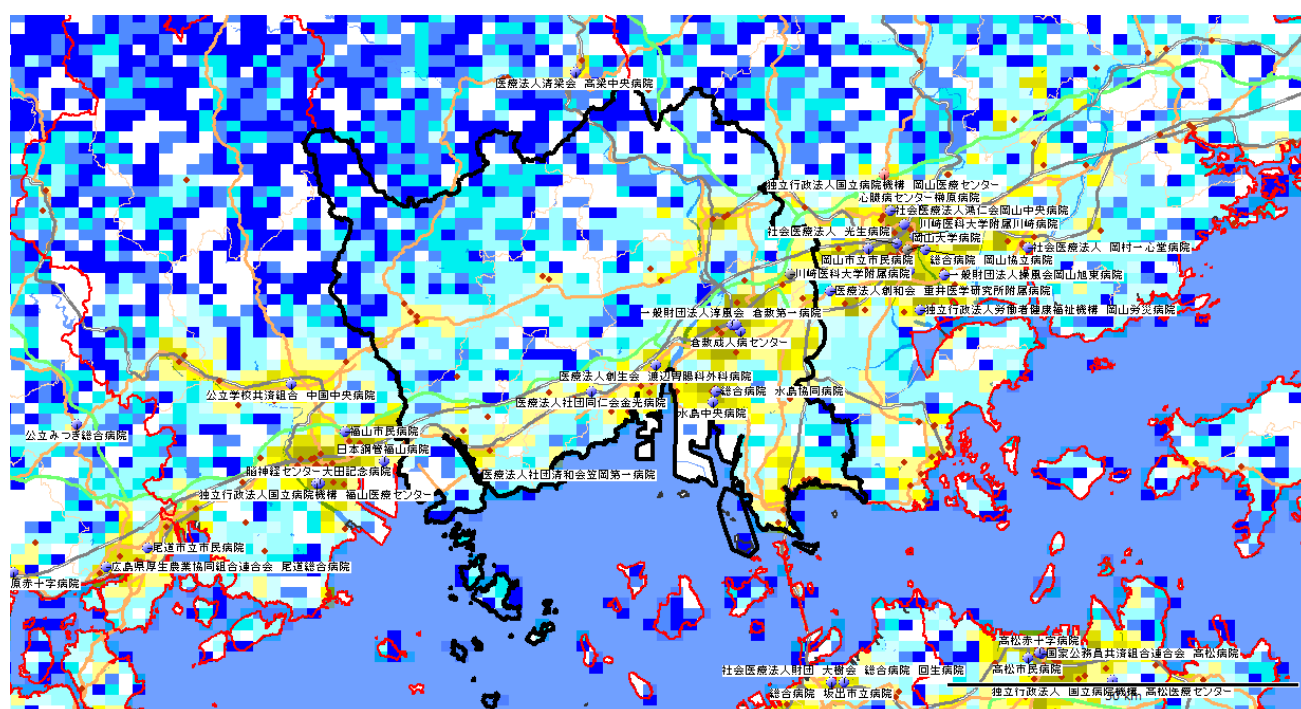 医療法人清梁会 高梁中央病院
独立行政法人国立病院機構 岡山医療センター
心臓病センター榊原病院
社会医療法人鴻仁会岡山中央病院
川崎医科大学附属川崎病院
社会医療法人 光生病院
岡山大学病院
社会医療法人 岡村一心堂病院
岡山市立市民病院
総合病院 岡山協立病院
川崎医科大学附属病院
一般財団法人操風会岡山旭東病院
医療法人創和会 重井医学研究所附属病院
一般財団法人淳風会 倉敷第一病院
独立行政法人労働者健康福祉機構 岡山労災病院
倉敷成人病センター
医療法人創生会 渡辺胃腸科外科病院
公立学校共済組合 中国中央病院
医療法人社団同仁会金光病院
総合病院 水島協同病院
水島中央病院
公立みつぎ総合病院
福山市民病院
日本鋼管福山病院
脳神経センター大田記念病院
医療法人社団清和会笠岡第一病院
独立行政法人国立病院機構 福山医療センター
尾道市立市民病院
広島県厚生農業協同組合連合会 尾道総合病院
原赤十字病院
高松赤十字病院
国家公務員共済組合連合会 高松病院
社会医療法人財団 大樹会 総合病院 回生病院
高松市民病院
総合病院 坂出市立病院
独立行政法人 国立病院機構 高松医療センター